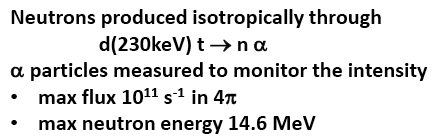 Neutrons produced isotropically through
d(230keV) t → n α
α particles measured to monitor the intensity
• max flux 10¹¹ s⁻¹ in 4π
• max neutron energy 14.6 MeV